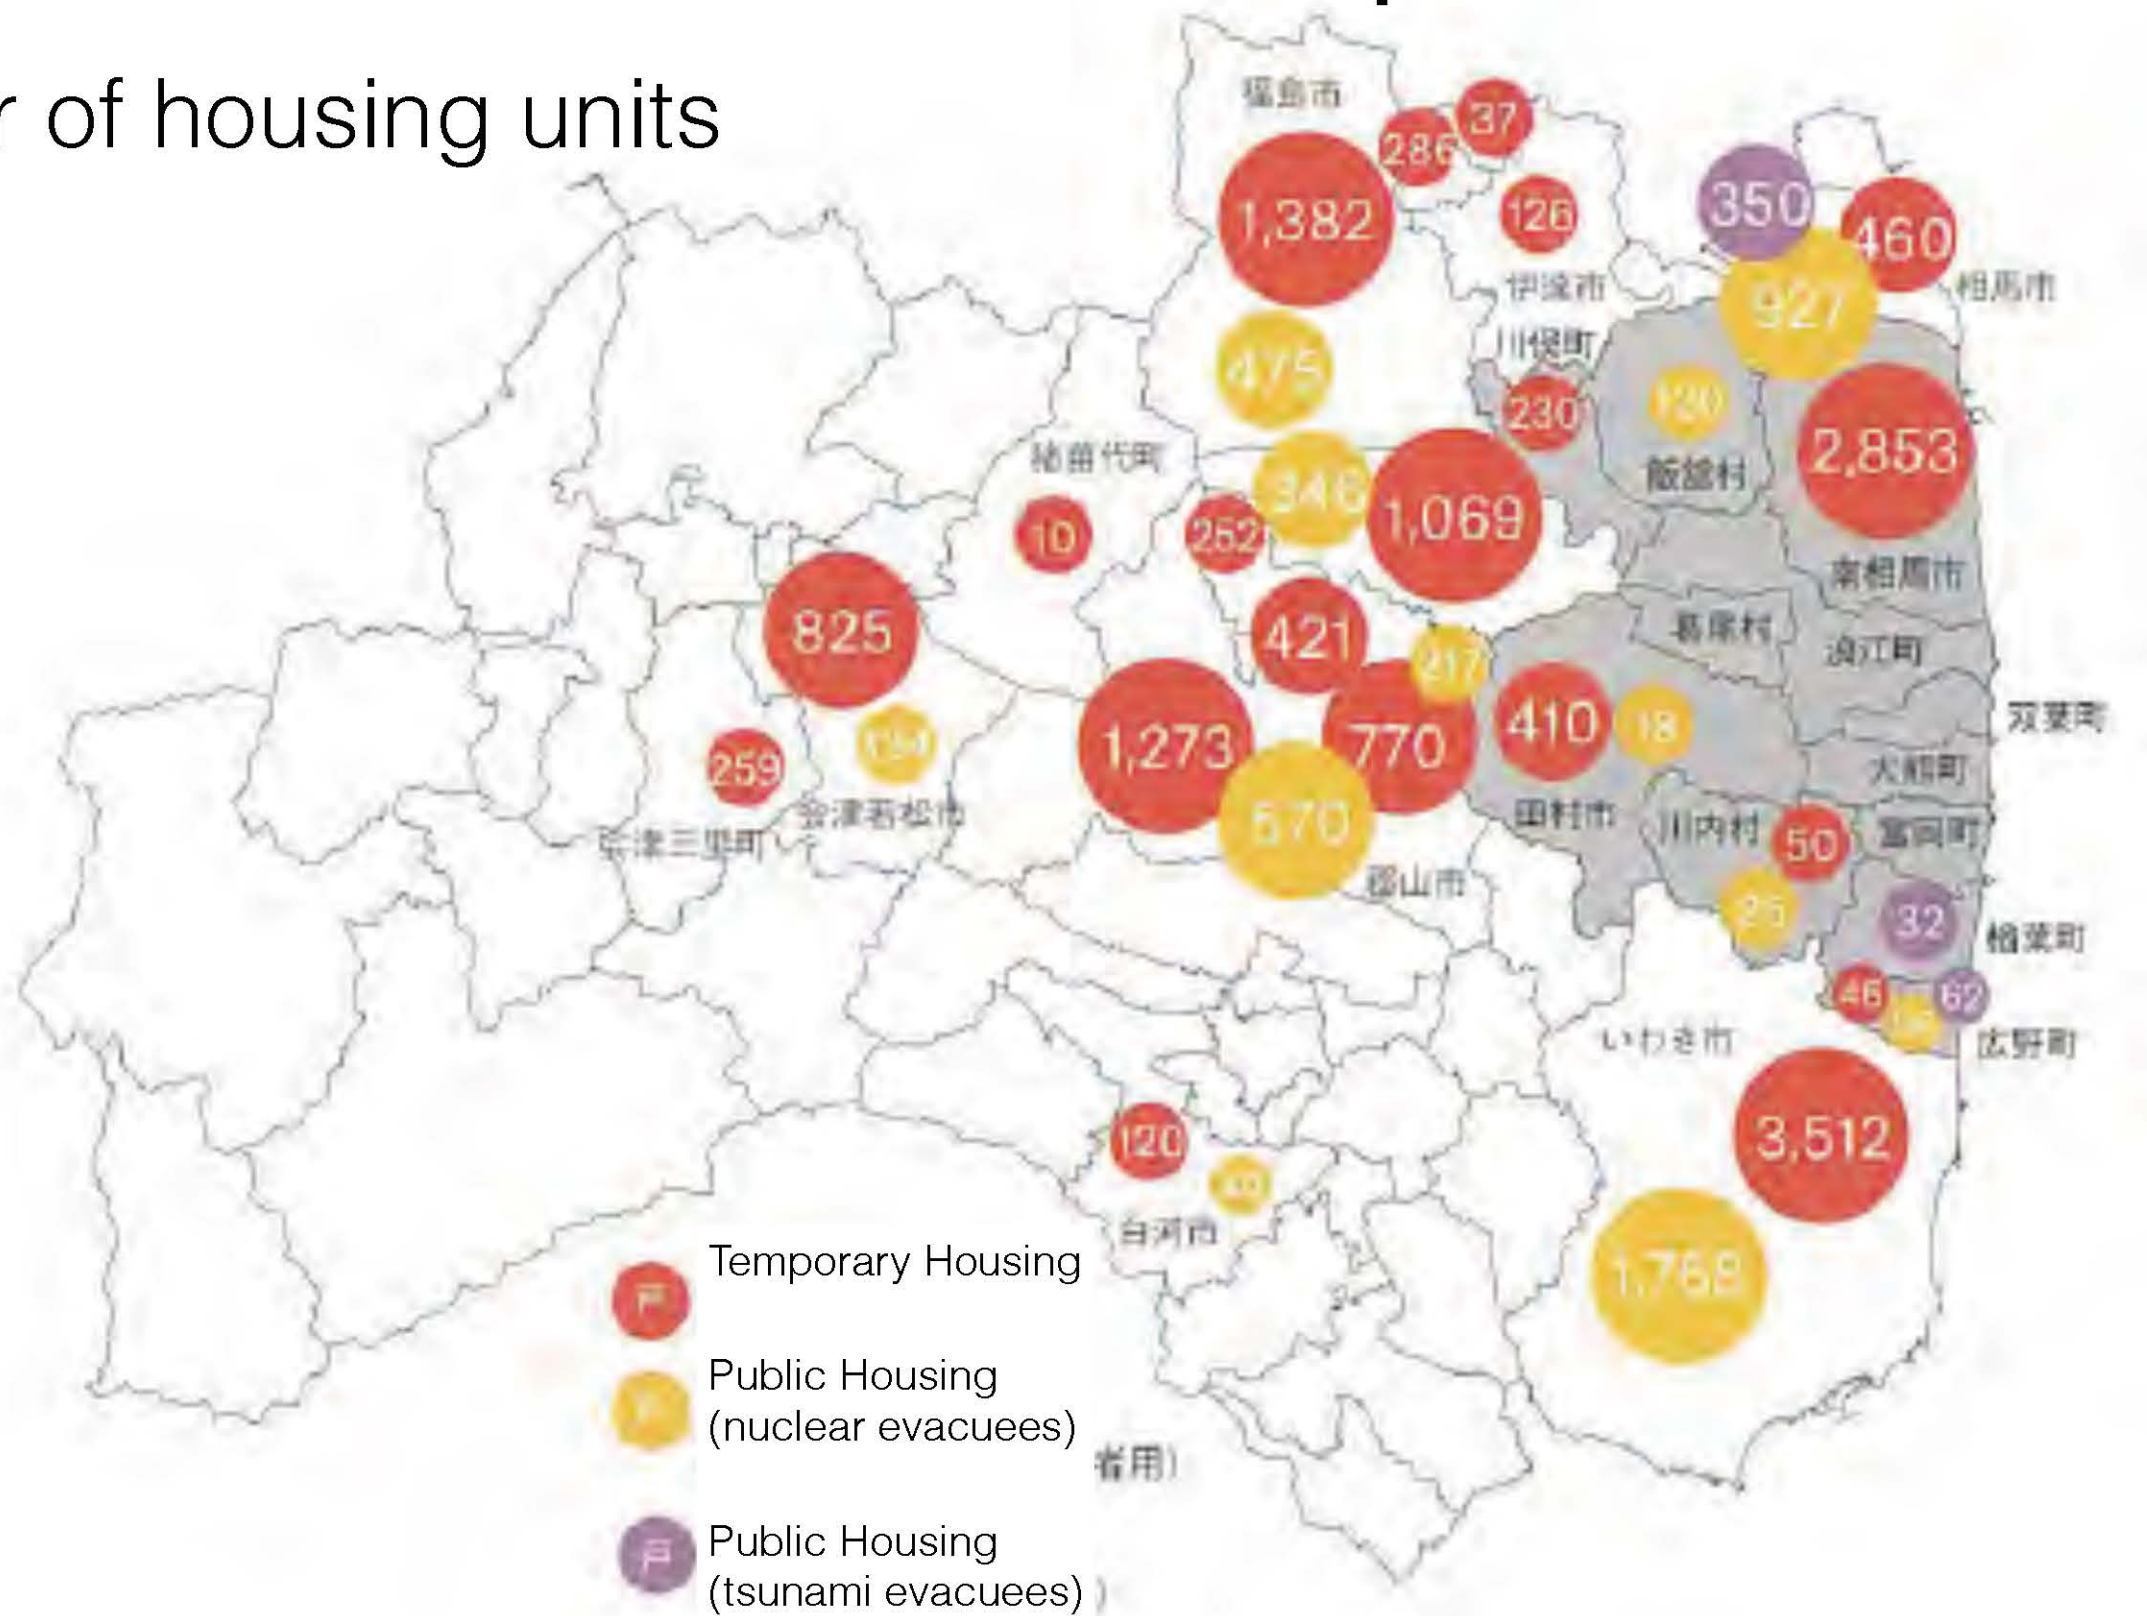 r of housing units
福島市
37
286
1,382
126
350
460
伊達市
相馬市
927
川俣町
475
230
2,853
飯舘村
猪苗代町
346
1,069
10
252
南相馬市
825
421
葛尾村
浪江町
217
双葉町
1,273
770
410
18
194
259
大熊町
570
会津若松市
田村市
川内村
50
富岡町
郡山市
25
32
楢葉町
46
62
いわき市
広野町
3,512
120
白河市
1,768
戸
Temporary Housing
Public Housing
(nuclear evacuees)
省用)
戸
Public Housing
(tsunami evacuees)
)